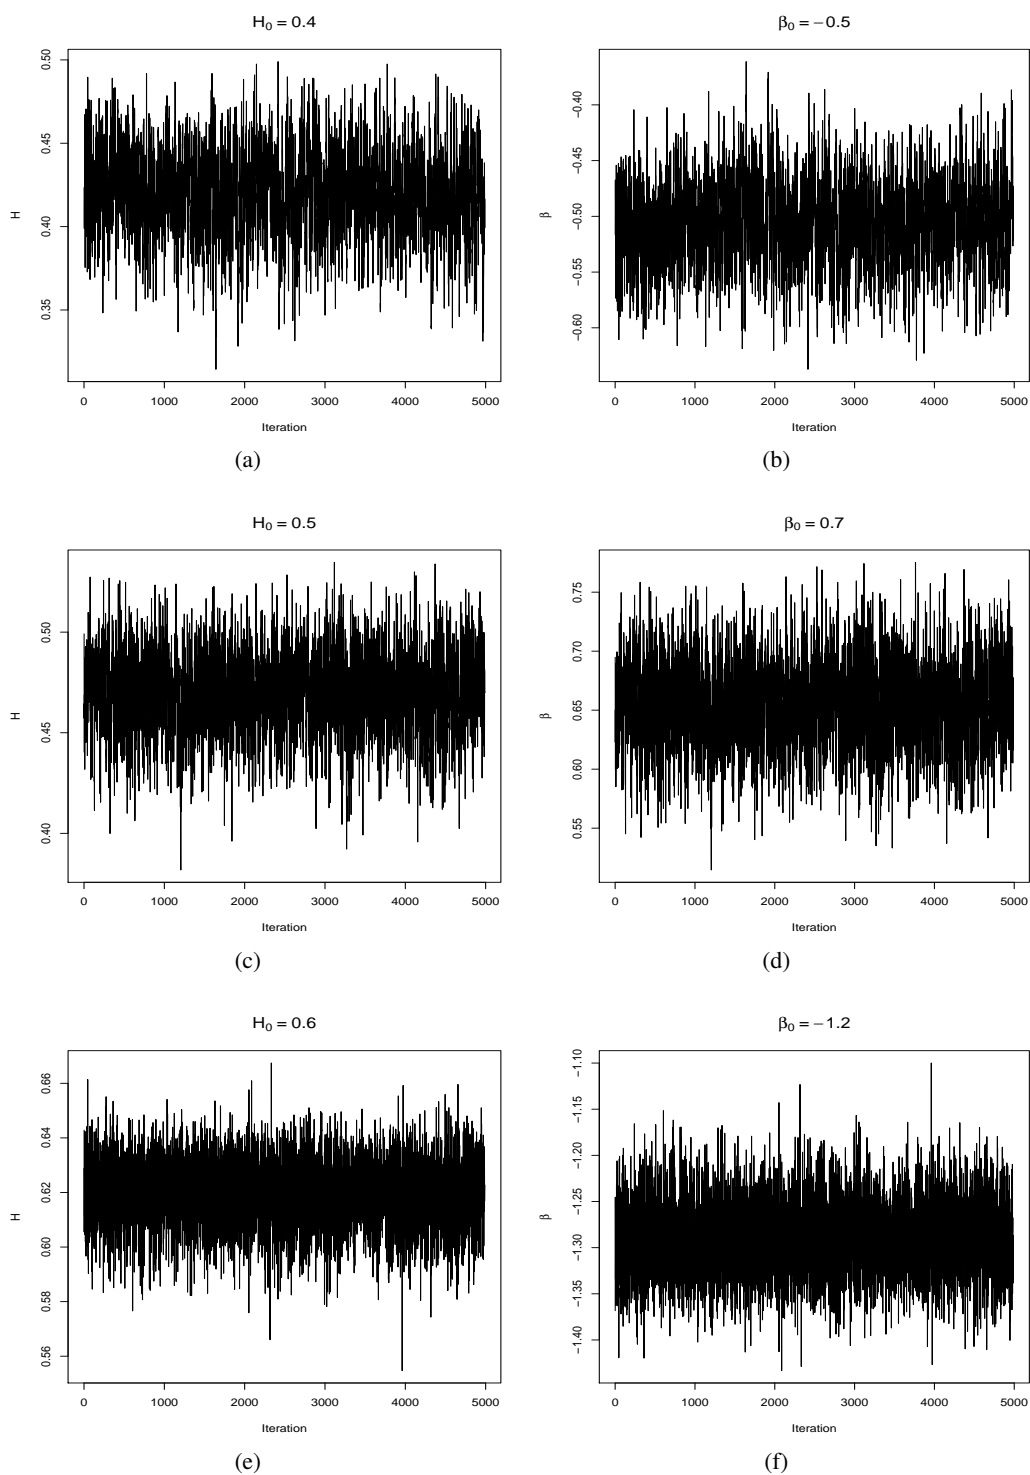 H₀ = 0.4
0.50
0.45
0.40
0.35
H
0 1000 2000 3000 4000 5000
Iteration
(a)
β₀ = −0.5
−0.40
−0.45
−0.50
−0.55
−0.60
β
0 1000 2000 3000 4000 5000
Iteration
(b)
H₀ = 0.5
0.50
0.45
0.40
H
0 1000 2000 3000 4000 5000
Iteration
(c)
β₀ = 0.7
0.75
0.70
0.65
0.60
0.55
β
0 1000 2000 3000 4000 5000
Iteration
(d)
H₀ = 0.6
0.66
0.64
0.62
0.60
0.58
0.56
H
0 1000 2000 3000 4000 5000
Iteration
(e)
β₀ = −1.2
−1.10
−1.15
−1.20
−1.25
−1.30
−1.35
−1.40
β
0 1000 2000 3000 4000 5000
Iteration
(f)